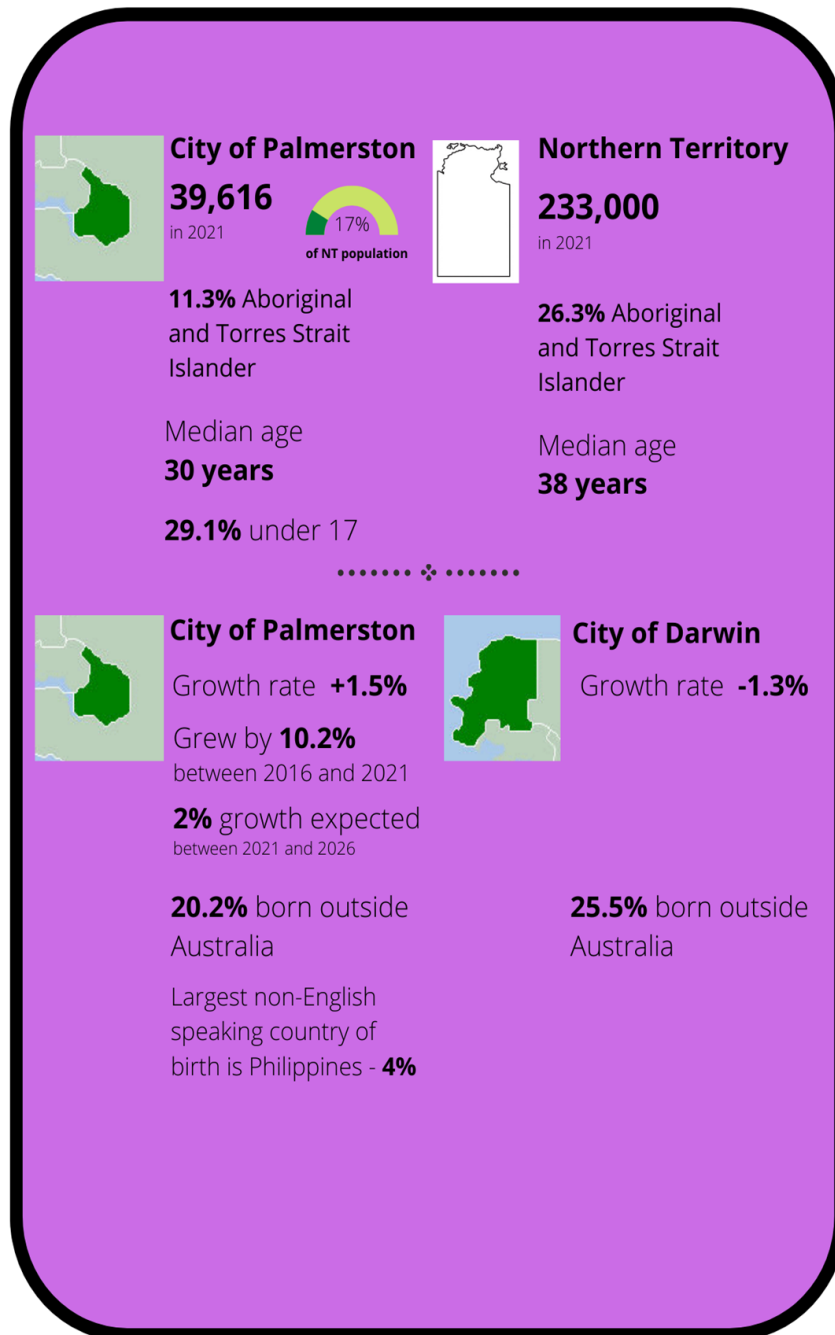 City of Palmerston
39,616
in 2021
17%
of NT population
11.3% Aboriginal
and Torres Strait
Islander
Median age
30 years
29.1% under 17
Northern Territory
233,000
in 2021
26.3% Aboriginal
and Torres Strait
Islander
Median age
38 years
City of Palmerston
Growth rate +1.5%
Grew by 10.2%
between 2016 and 2021
2% growth expected
between 2021 and 2026
20.2% born outside
Australia
Largest non-English
speaking country of
birth is Philippines - 4%
City of Darwin
Growth rate -1.3%
25.5% born outside
Australia